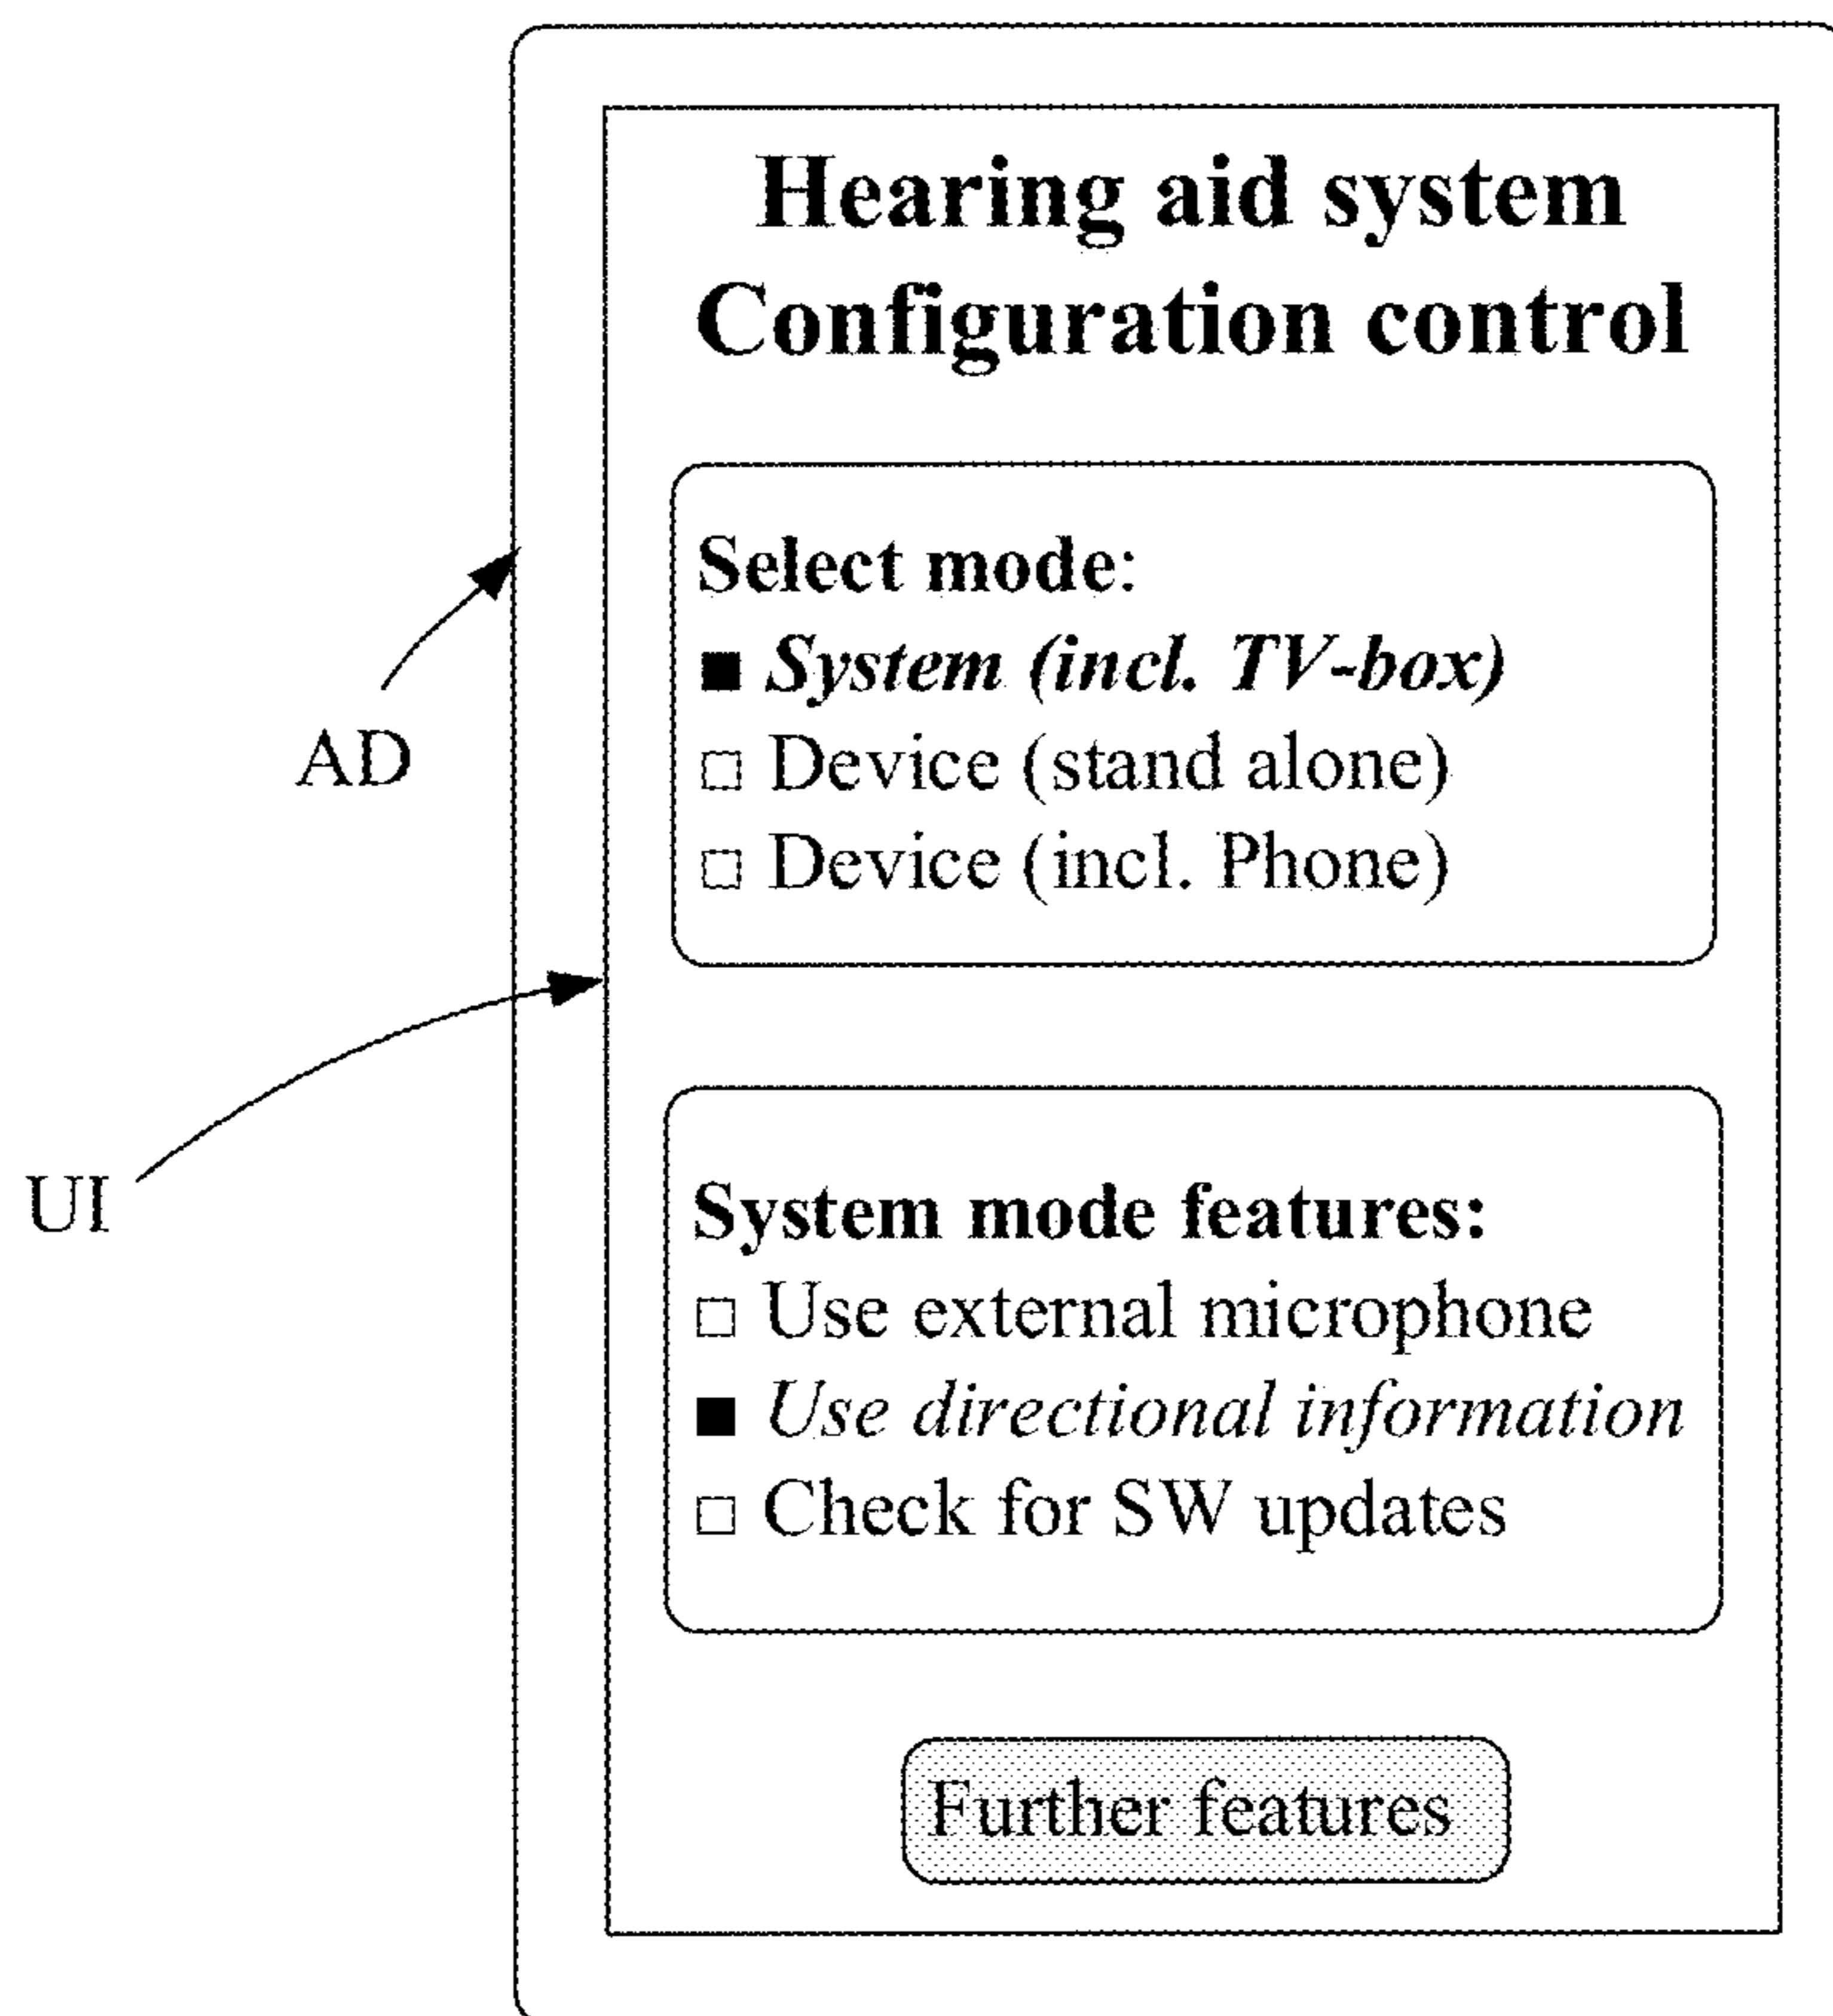 Hearing aid system
Configuration control
Select mode:
■ System (incl. TV-box)
□ Device (stand alone)
□ Device (incl. Phone)
AD
UI
System mode features:
□ Use external microphone
■ Use directional information
□ Check for SW updates
Further features